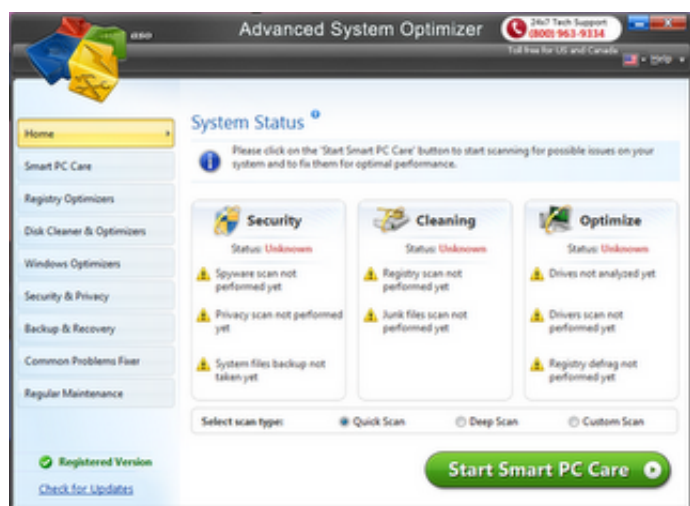 aso
Advanced System Optimizer
24x7 Tech Support
(800) 963-9334
Toll free for US and Canada
Help
Home
Smart PC Care
Registry Optimizers
Disk Cleaner & Optimizers
Windows Optimizers
Security & Privacy
Backup & Recovery
Common Problems Fixer
Regular Maintenance
Registered Version
Check for Updates
System Status
Please click on the 'Start Smart PC Care' button to start scanning for possible issues on your
system and to fix them for optimal performance.
Security
Status: Unknown
Spyware scan not
performed yet
Privacy scan not performed
yet
System files backup not
taken yet
Cleaning
Status: Unknown
Registry scan not
performed yet
Junk files scan not
performed yet
Optimize
Status: Unknown
Drives not analyzed yet
Drivers scan not
performed yet
Registry defrag not
performed yet
Select scan type:
Quick Scan
Deep Scan
Custom Scan
Start Smart PC Care